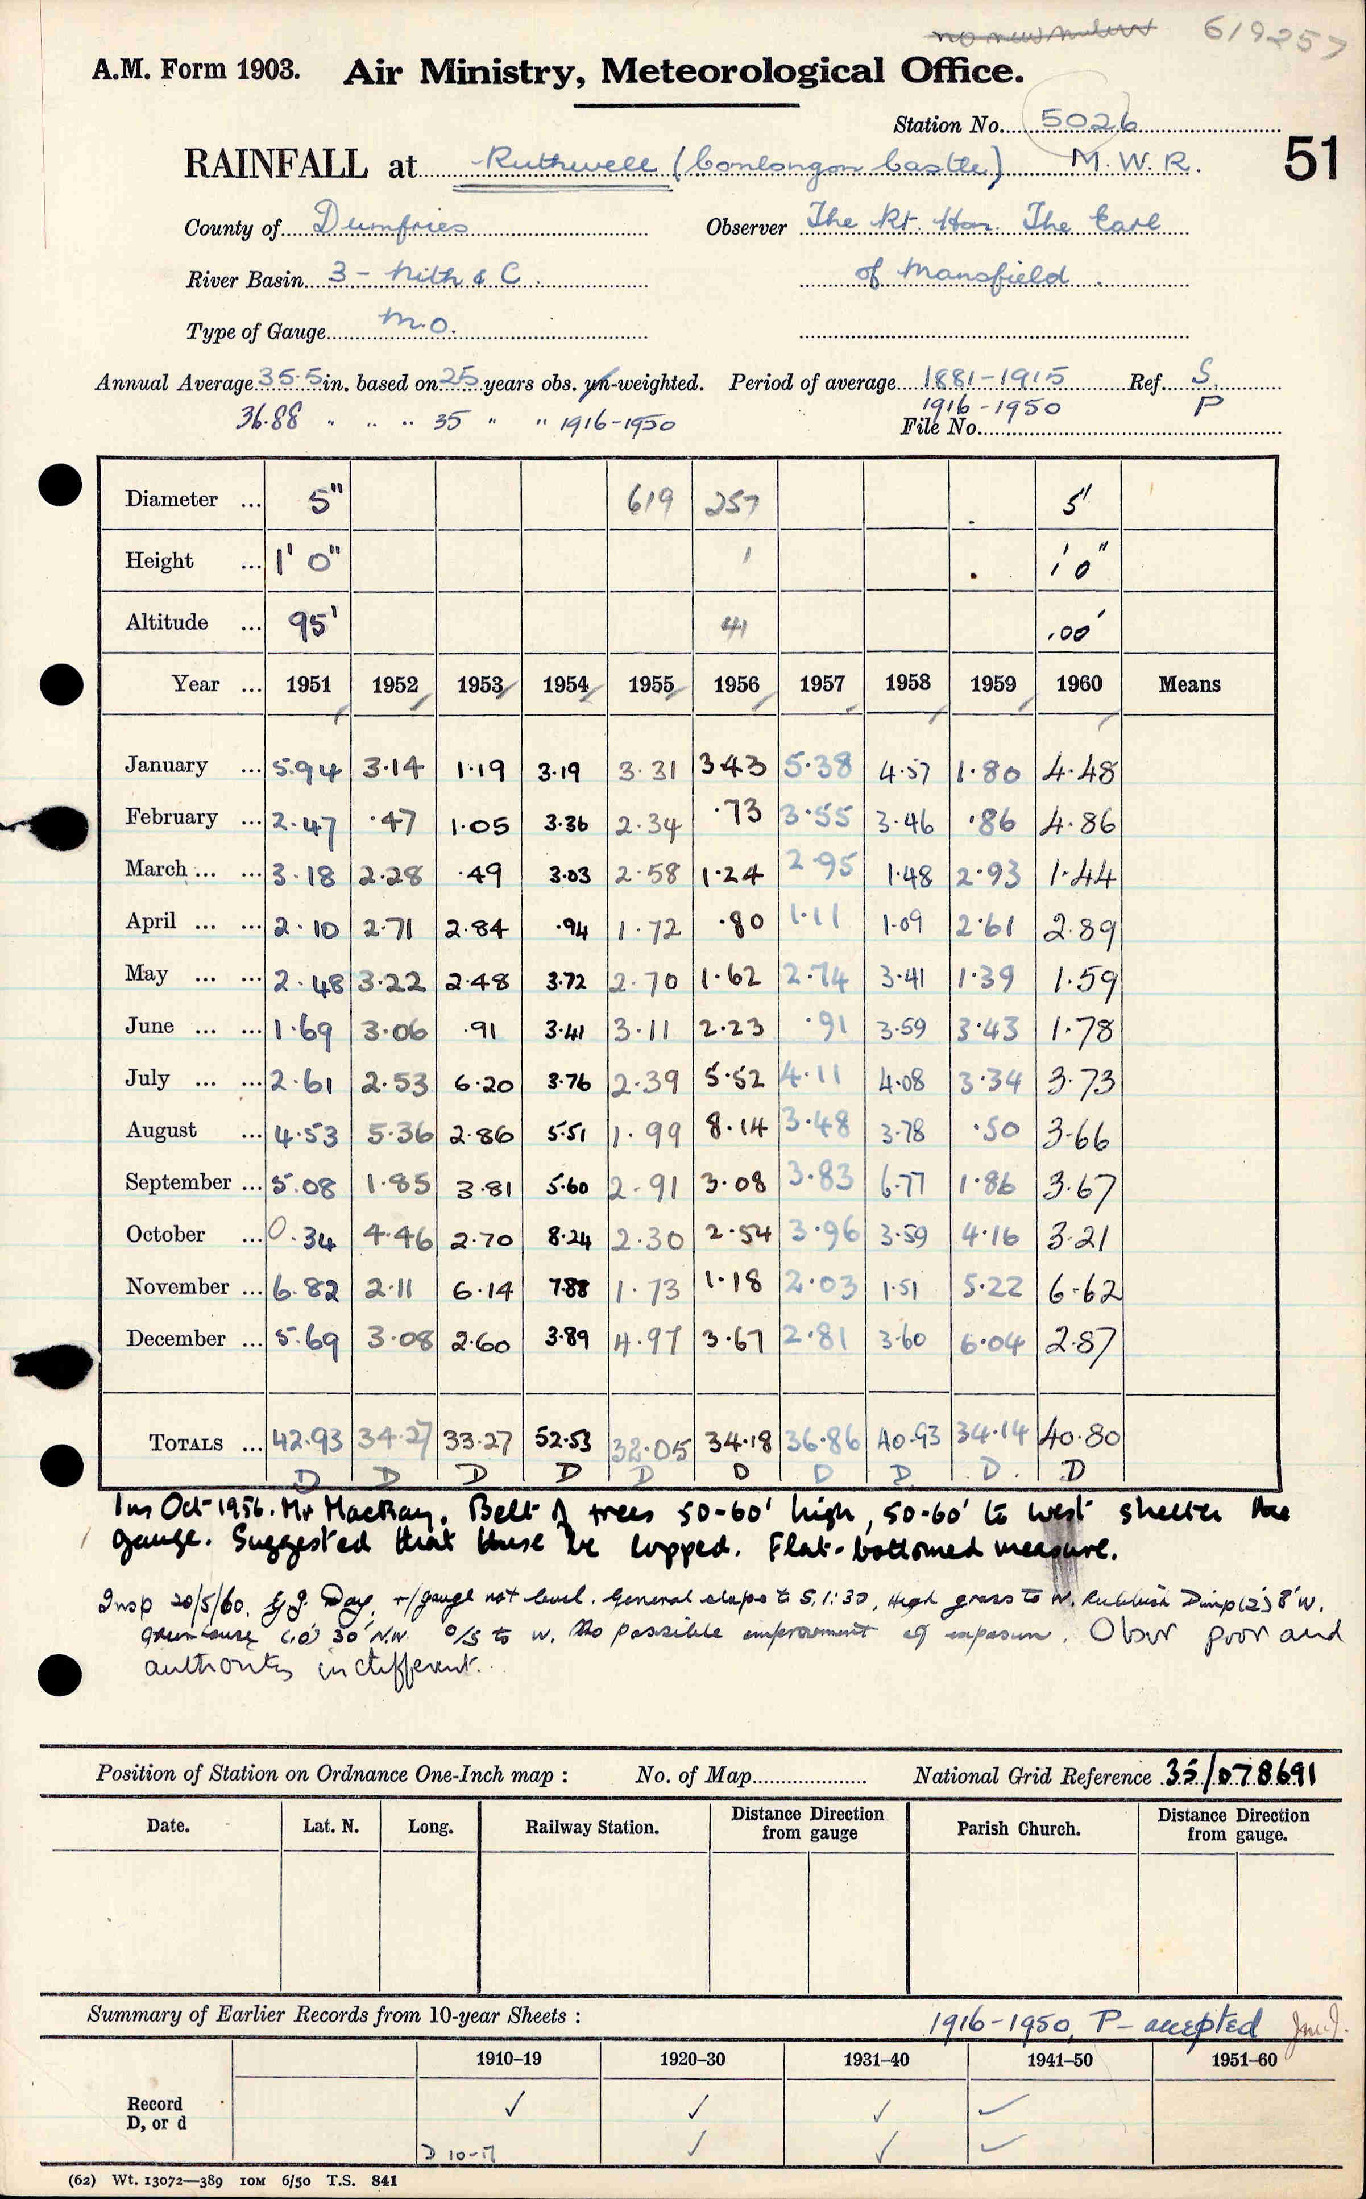 619257
A.M. Form 1903. Air Ministry, Meteorological Office.
Station No. 5026
RAINFALL at Ruthwell (Comlongon Castle) M.W.R. 51
County of Dumfries Observer The Rt. Hon. The Earl
River Basin 3 - Nith & C. of Mansfield
Type of Gauge M.O.
Annual Average 35.5 in. based on 25 years obs. un-weighted. Period of average 1881-1915 Ref. S.
36.88 " " " 35 " " 1916-1950 1916-1950 P
File No.
Diameter ... 5" 619 257 5"
Height ... 1' 0" 1 1' 0"
Altitude ... 95' 41 100'
Year ... 1951 1952 1953 1954 1955 1956 1957 1958 1959 1960 Means
January ... 5.94 3.14 1.19 3.19 3.31 3.43 5.38 4.57 1.80 4.48
February ... 2.47 .47 1.05 3.36 2.34 .73 3.55 3.46 .86 4.86
March ... ... 3.18 2.28 .49 3.03 2.58 1.24 2.95 1.48 2.93 1.44
April ... ... 2.10 2.71 2.84 .94 1.72 .80 1.11 1.09 2.61 2.89
May ... ... 2.48 3.22 2.48 3.72 2.70 1.62 2.74 3.41 1.39 1.59
June ... ... 1.69 3.06 .91 3.41 3.11 2.23 .91 3.59 3.43 1.78
July ... ... 2.61 2.53 6.20 3.76 2.39 5.52 4.11 4.08 3.34 3.73
August ... 4.53 5.36 2.86 5.51 1.99 8.14 3.48 3.78 .50 3.66
September ... 5.08 1.85 3.81 5.60 2.91 3.08 3.83 6.77 1.86 3.67
October ... 0.34 4.46 2.70 8.24 2.30 2.54 3.96 3.59 4.16 3.21
November ... 6.82 2.11 6.14 7.88 1.73 1.18 2.03 1.51 5.22 6.62
December ... 5.69 3.08 2.60 3.89 4.97 3.67 2.81 3.60 6.04 2.87
TOTALS ... 42.93 34.27 33.27 52.53 32.05 34.18 36.86 40.93 34.14 40.80
D D D D D D D D D. D
Ins Oct 1956. Mr MacKay. Belt of trees 50-60' high, 50-60' to west shelter the
gauge. Suggested that these be lopped. Flat-bottomed measure.
Insp 20/5/60. G.J. Day. r/gauge not level. General slope to S, 1:30, High grass to W. Rubbish Dump (2') 8' W.
greenhouse (10') 30' N.W. O/S to W. No possible improvement of exposure. Obsr poor and
authorities indifferent.
Position of Station on Ordnance One-Inch map : No. of Map National Grid Reference 35/078691
Date. Lat. N. Long. Railway Station. Distance Direction from gauge Parish Church. Distance Direction from gauge.
Summary of Earlier Records from 10-year Sheets : 1916-1950, P - accepted
1910–19 1920–30 1931–40 1941–50 1951–60
Record ✓ ✓ ✓ ✓
D, or d D 10-17 ✓ ✓ ✓
(62) Wt. 13072—389 10M 6/50 T.S. 841